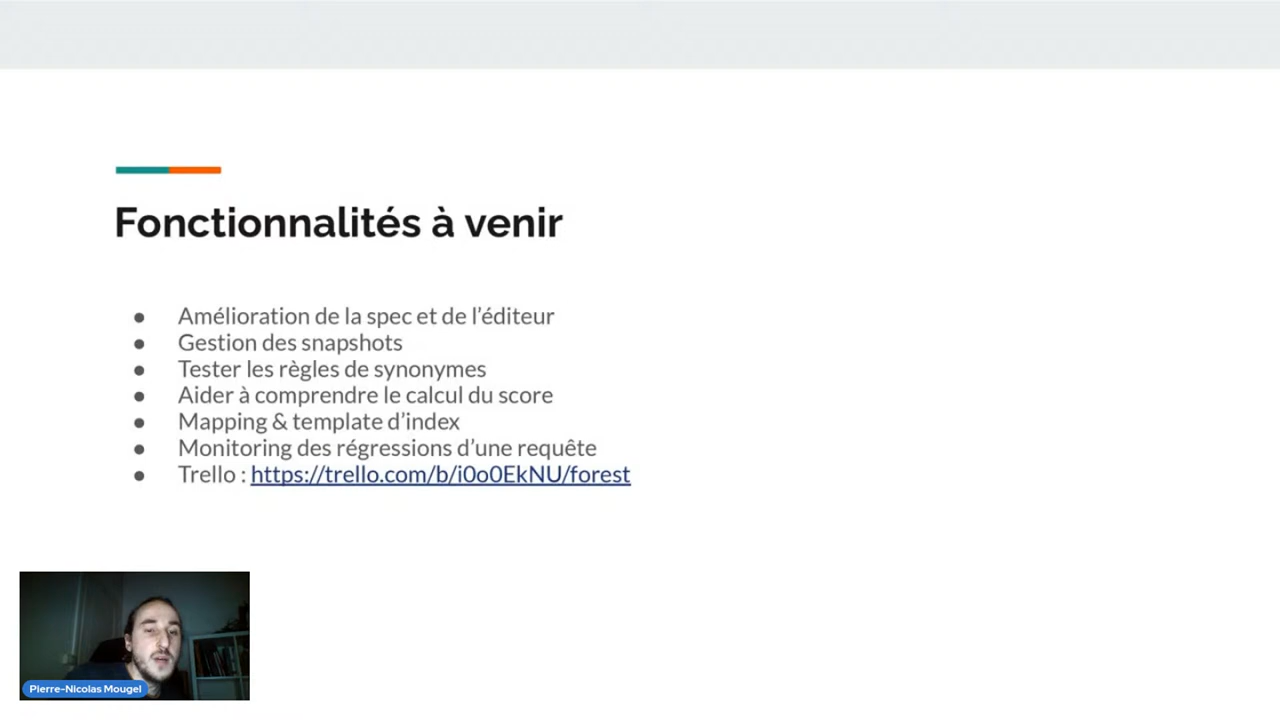 Fonctionnalités à venir
● Amélioration de la spec et de l’éditeur
● Gestion des snapshots
● Tester les règles de synonymes
● Aider à comprendre le calcul du score
● Mapping & template d’index
● Monitoring des régressions d’une requête
● Trello : https://trello.com/b/i0o0EkNU/forest
Pierre-Nicolas Mougel